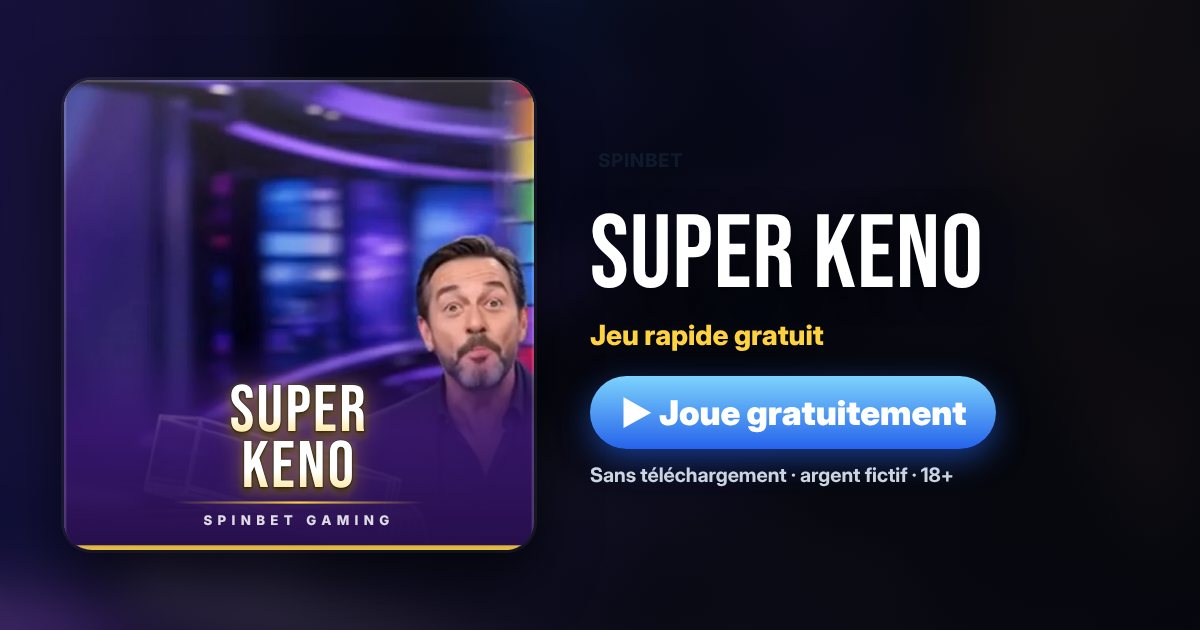 SUPER
KENO
SPINBET GAMING
SPINBET
SUPER KENO
Jeu rapide gratuit
▶ Joue gratuitement
Sans téléchargement · argent fictif · 18+